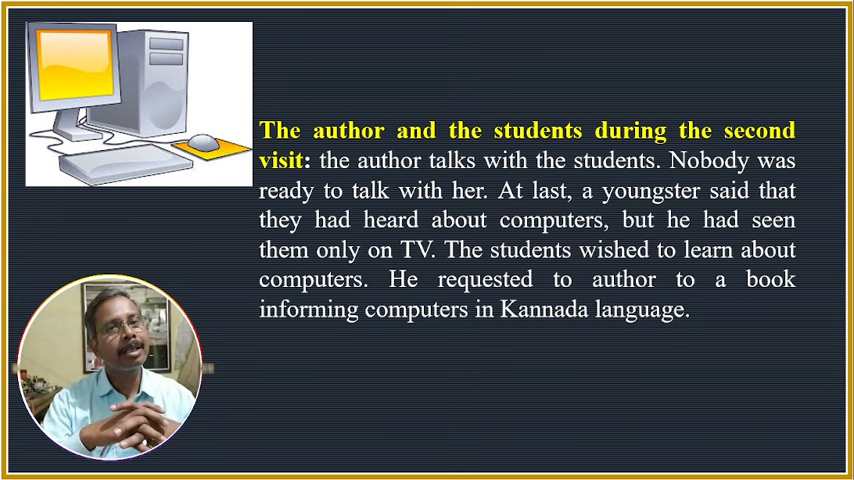 The author and the students during the second
visit: the author talks with the students. Nobody was
ready to talk with her. At last, a youngster said that
they had heard about computers, but he had seen
them only on TV. The students wished to learn about
computers. He requested to author to a book
informing computers in Kannada language.